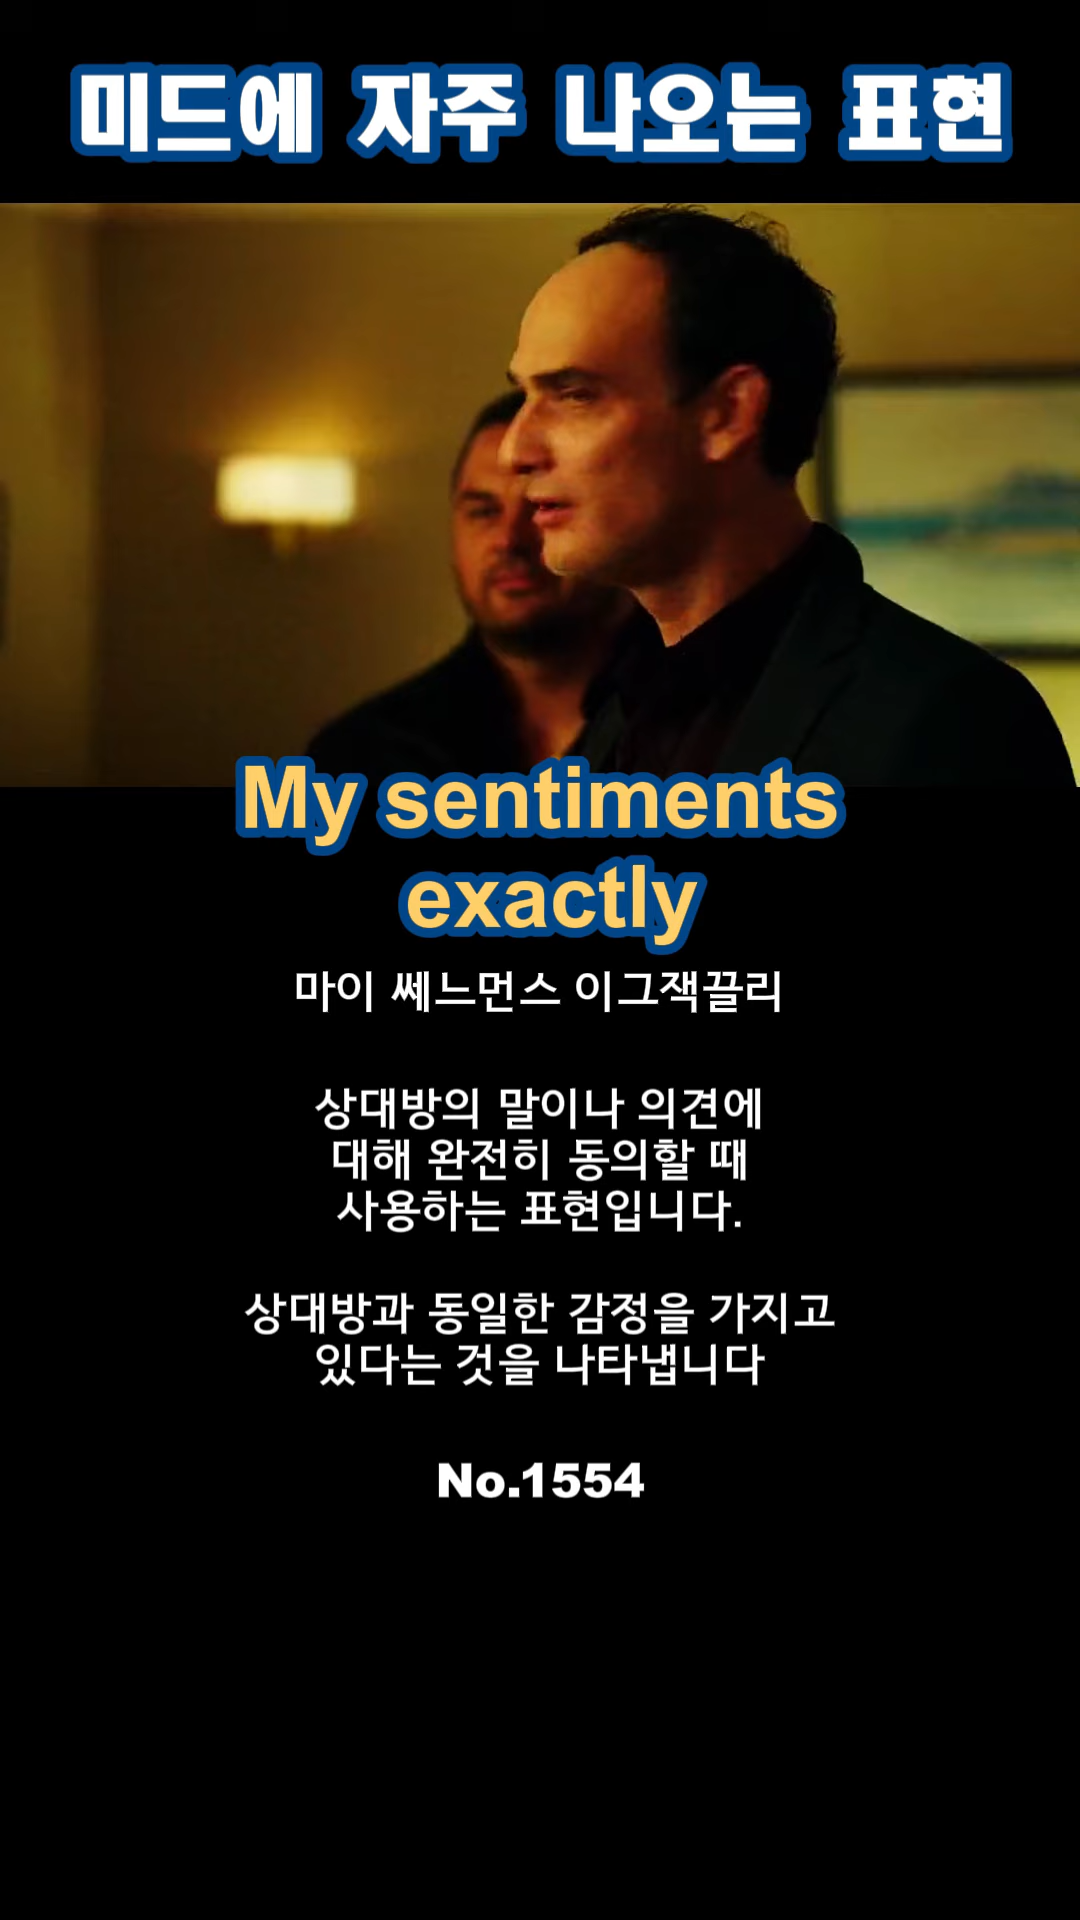 미드에 자주 나오는 표현
My sentiments
exactly
마이 쎄느먼스 이그잭끌리
상대방의 말이나 의견에
대해 완전히 동의할 때
사용하는 표현입니다.
상대방과 동일한 감정을 가지고
있다는 것을 나타냅니다
No.1554